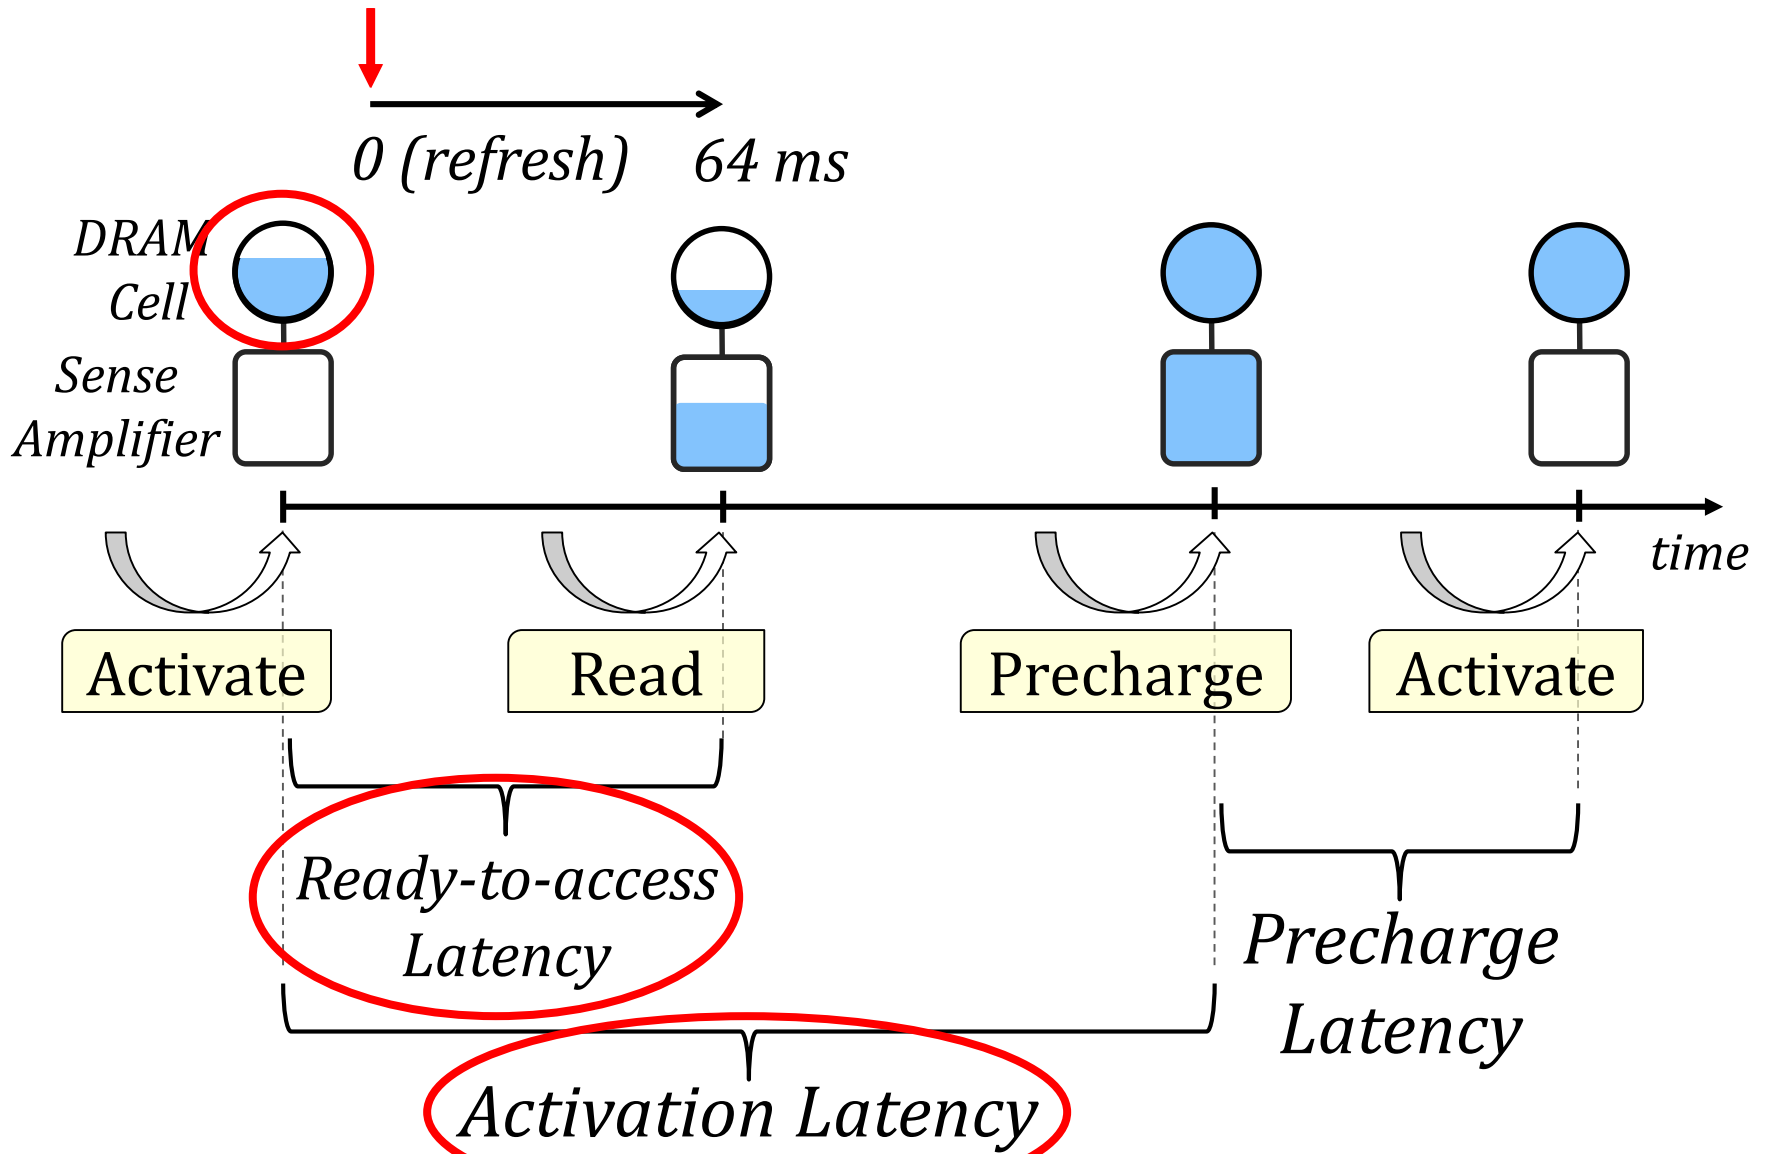 0 (refresh) 64 ms
DRAM
Cell
Sense
Amplifier
time
Activate Read Precharge Activate
Ready-to-access
Latency
Precharge
Latency
Activation Latency